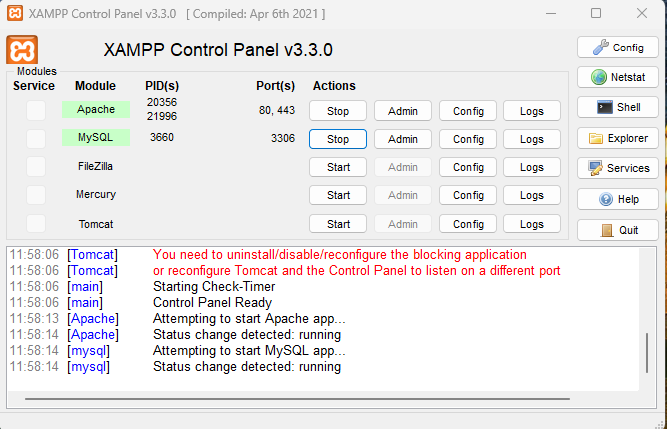 XAMPP Control Panel v3.3.0 [ Compiled: Apr 6th 2021 ]
XAMPP Control Panel v3.3.0
Config
Modules
Service Module PID(s) Port(s) Actions
Netstat
Apache 20356 21996 80, 443 Stop Admin Config Logs
Shell
MySQL 3660 3306 Stop Admin Config Logs
Explorer
FileZilla Start Admin Config Logs
Services
Mercury Start Admin Config Logs
Help
Tomcat Start Admin Config Logs
Quit
11:58:06 [Tomcat] You need to uninstall/disable/reconfigure the blocking application
11:58:06 [Tomcat] or reconfigure Tomcat and the Control Panel to listen on a different port
11:58:06 [main] Starting Check-Timer
11:58:06 [main] Control Panel Ready
11:58:13 [Apache] Attempting to start Apache app...
11:58:14 [Apache] Status change detected: running
11:58:14 [mysql] Attempting to start MySQL app...
11:58:14 [mysql] Status change detected: running